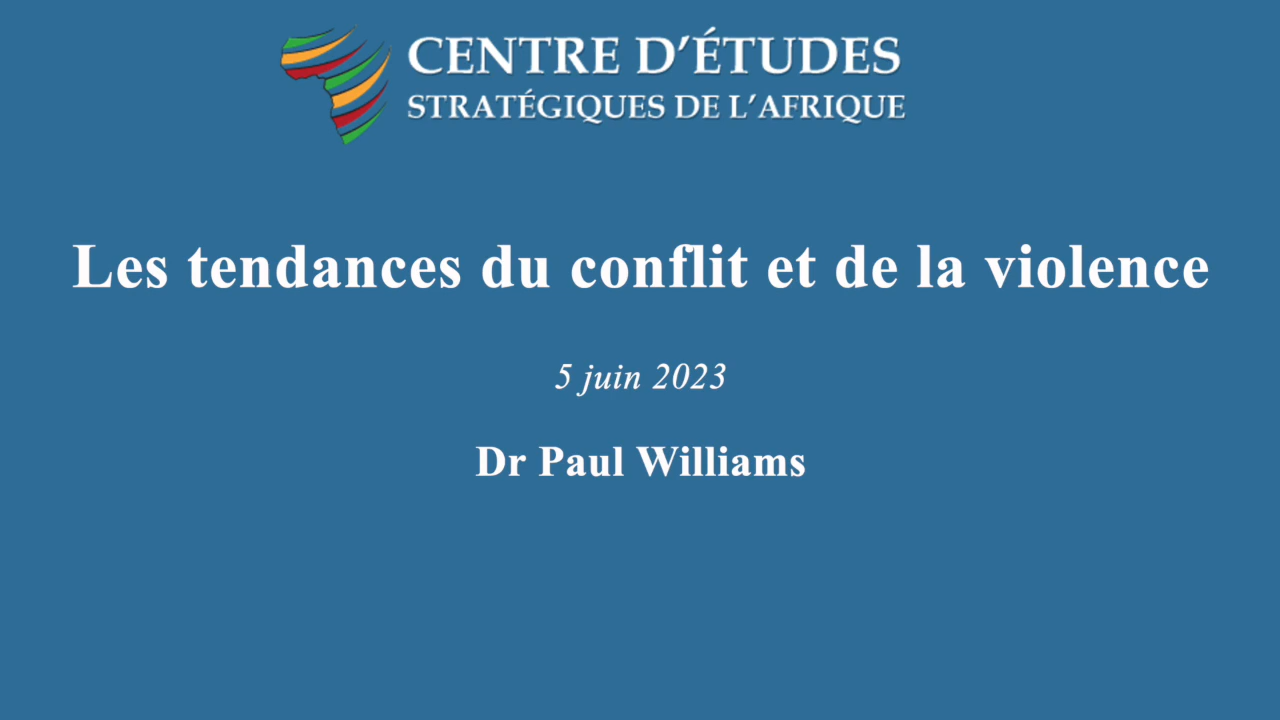 CENTRE D'ÉTUDES
STRATÉGIQUES DE L'AFRIQUE
Les tendances du conflit et de la violence
5 juin 2023
Dr Paul Williams